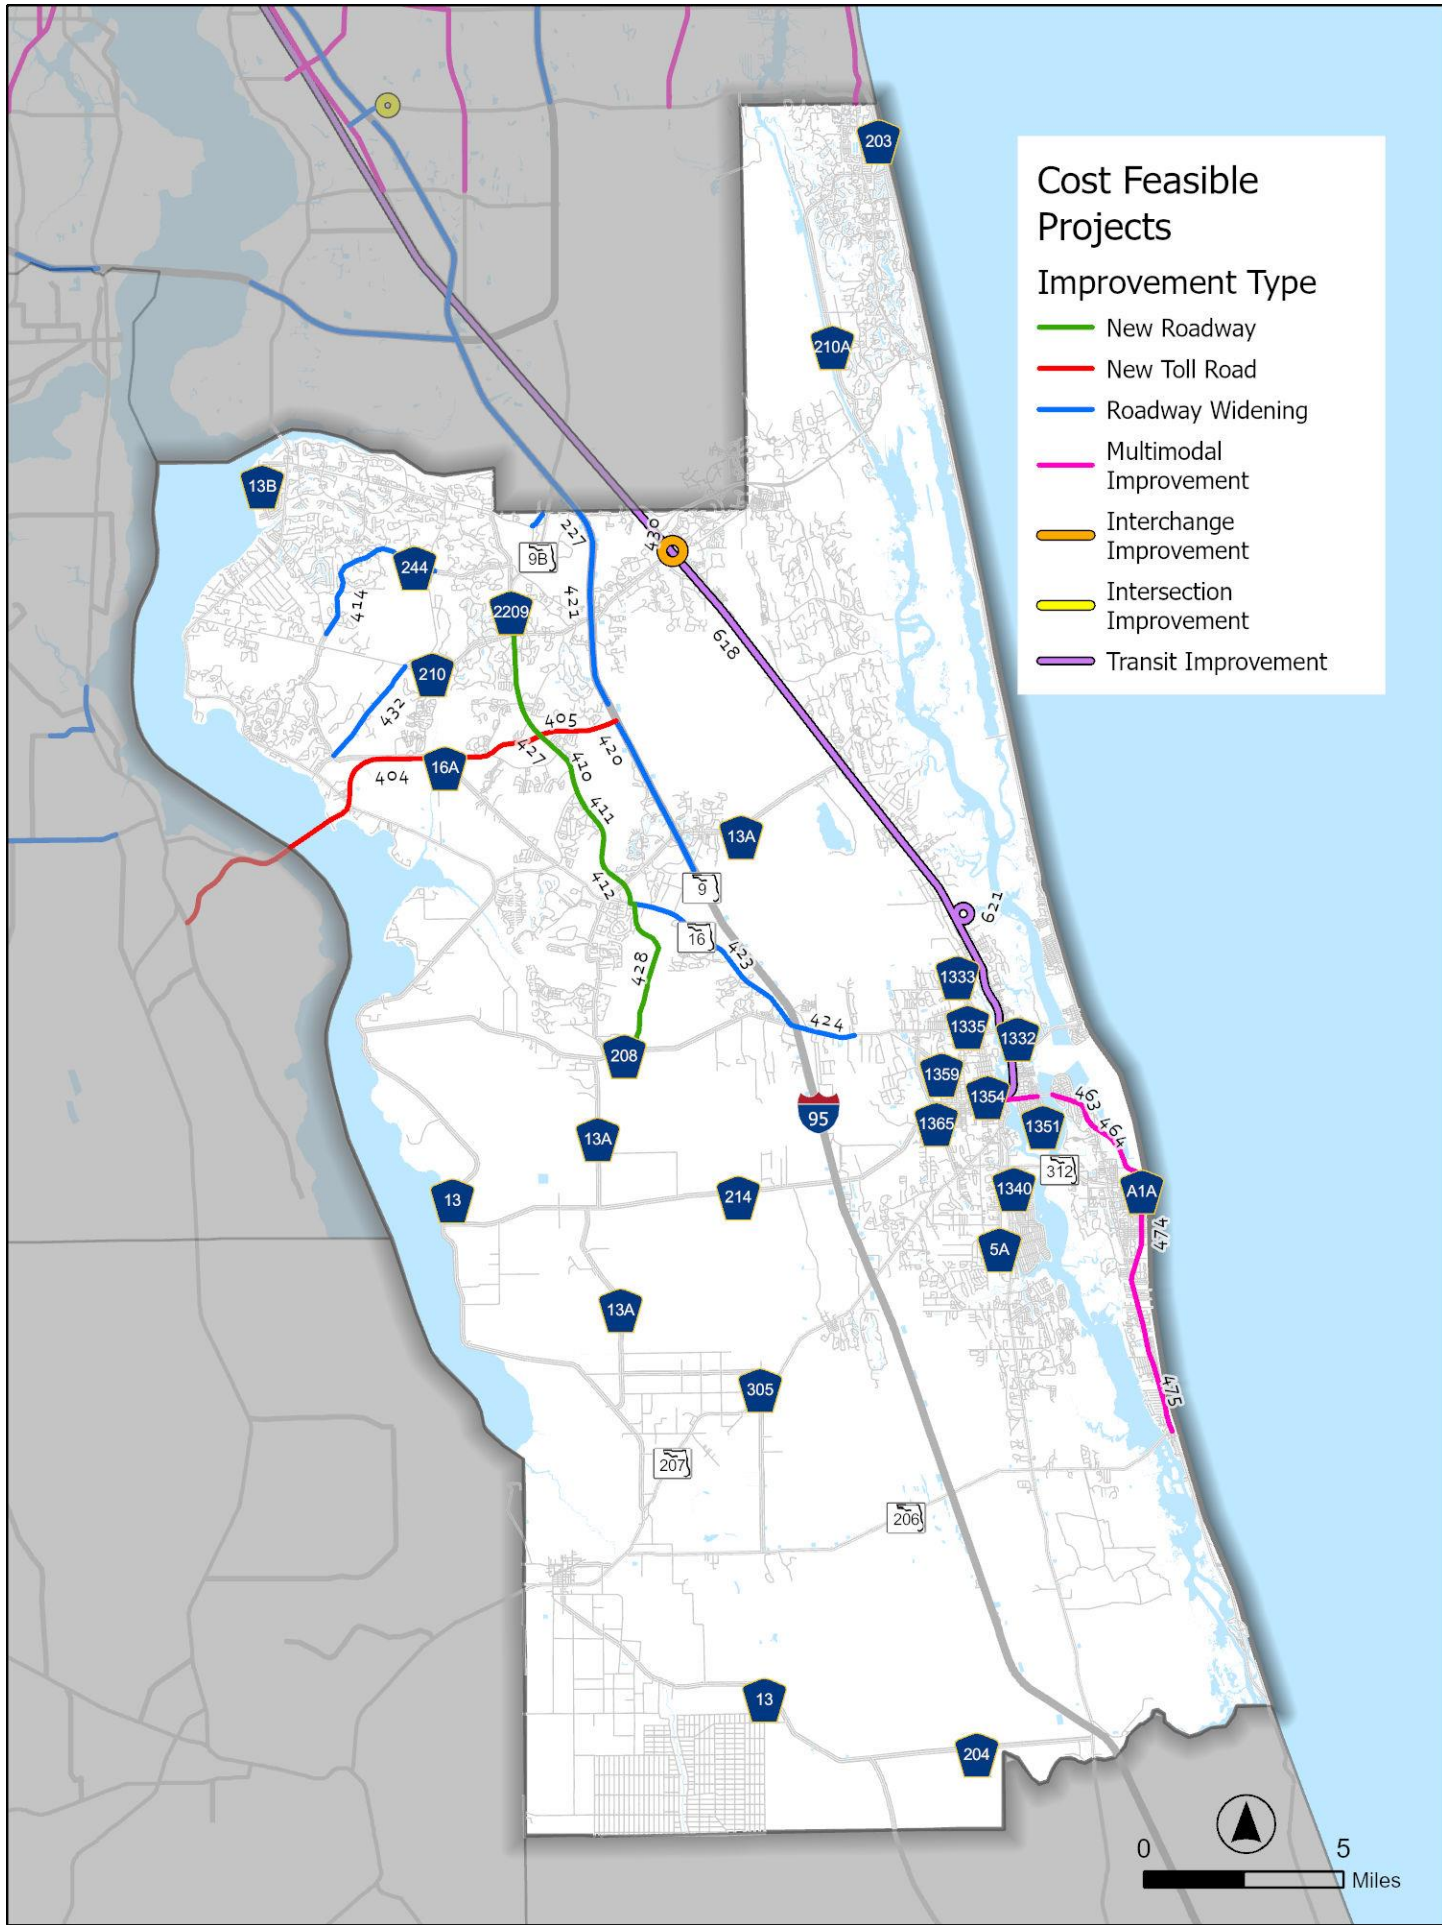 203
Cost Feasible
Projects
Improvement Type
New Roadway
New Toll Road
Roadway Widening
Multimodal
Improvement
Interchange
Improvement
Intersection
Improvement
Transit Improvement
210A
13B
227
430
9B
244
414
421
2209
618
210
432
405
427
420
410
16A
404
411
13A
412
9
621
16
423
428
1333
424
1335
1332
208
1359
1354
463
95
1365
1351
464
13A
312
1340
A1A
13
214
474
5A
13A
305
475
207
206
13
204
0
5
Miles